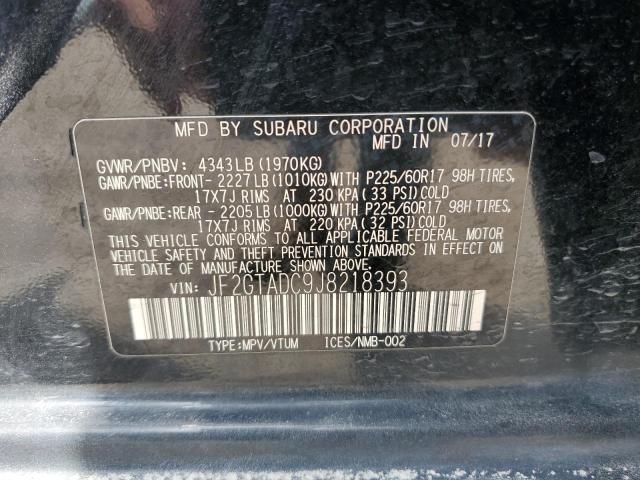 MFD BY SUBARU CORPORATION
MFD IN 07/17
GVWR/PNBV: 4343LB(1970KG)
GAWR/PNBE:FRONT- 2227LB(1010KG)WITH P225/60R17 98H TIRES,
17X7J RIMS AT 230 KPA(33 PSI)COLD
GAWR/PNBE:REAR - 2205LB(1000KG)WITH P225/60R17 98H TIRES,
17X7J RIMS AT 220 KPA(32 PSI)COLD
THIS VEHICLE CONFORMS TO ALL APPLICABLE FEDERAL MOTOR
VEHICLE SAFETY AND THEFT PREVENTION STANDARDS IN EFFECT ON
THE DATE OF MANUFACTURE SHOWN ABOVE.
VIN: JF2GTADC9J8218393
TYPE:MPV/VTUM ICES/NMB-002